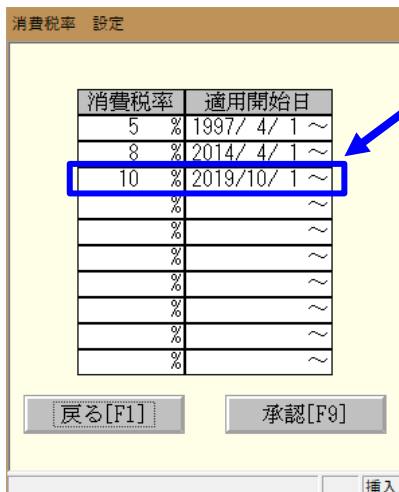 消費税率 設定
消費税率 適用開始日
5 % 1997/ 4/ 1 ～
8 % 2014/ 4/ 1 ～
10 % 2019/10/ 1 ～
% ～
% ～
% ～
% ～
% ～
% ～
% ～
戻る[F1] 承認[F9]
挿入